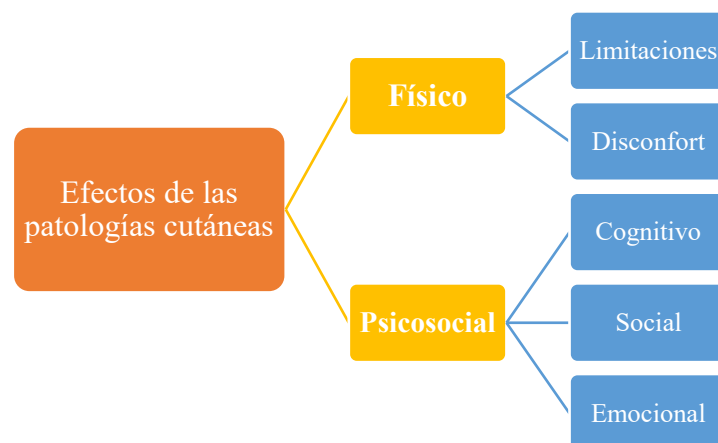 Efectos de las
patologías cutáneas
Físico
Limitaciones
Disconfort
Psicosocial
Cognitivo
Social
Emocional